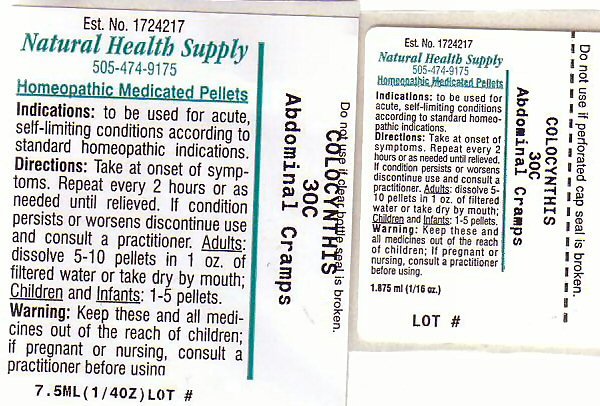 Est. No. 1724217
Natural Health Supply
505-474-9175
Homeopathic Medicated Pellets
Indications: to be used for acute,
self-limiting conditions according to
standard homeopathic indications.
Directions: Take at onset of symp-
toms. Repeat every 2 hours or as
needed until relieved. If condition
persists or worsens discontinue use
and consult a practitioner. Adults:
dissolve 5-10 pellets in 1 oz. of
filtered water or take dry by mouth;
Children and Infants: 1-5 pellets.
Warning: Keep these and all medi-
cines out of the reach of children;
if pregnant or nursing, consult a
practitioner before using
7.5ML(1/4OZ)LOT #
Do not use if clear bottle seal is broken.
COLOCYNTHIS
30C
Abdominal Cramps
Est. No. 1724217
Natural Health Supply
505-474-9175
Homeopathic Medicated Pellets
Indications: to be used for
acute, self-limiting conditions
according to standard homeo-
pathic indications.
Directions: Take at onset of
symptoms. Repeat every 2
hours or as needed until relieved.
If condition persists or worsens
discontinue use and consult a
practitioner. Adults: dissolve 5-
10 pellets in 1 oz. of filtered
water or take dry by mouth;
Children and Infants: 1-5 pellets.
Warning: Keep these and
all medicines out of the reach
of children; If pregnant or
nursing, consult a practitioner
before using.
1.875 ml (1/16 oz.)
LOT #
COLOCYNTHIS
30C
Abdominal Cramps
Do not use if perforated cap seal is broken.